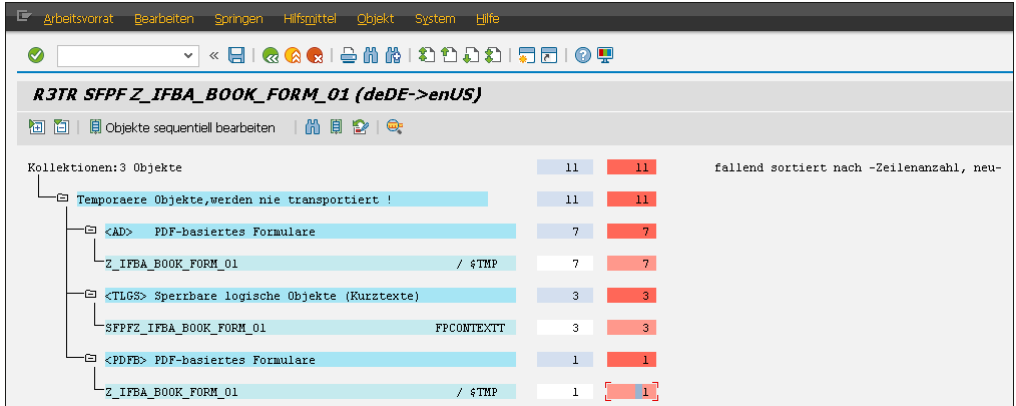 Arbeitsvorrat Bearbeiten Springen Hilfsmittel Objekt System Hilfe
R3TR SFPF Z_IFBA_BOOK_FORM_01 (deDE->enUS)
Objekte sequentiell bearbeiten
Kollektionen:3 Objekte 11 11 fallend sortiert nach -Zeilenanzahl, neu-
Temporaere Objekte,werden nie transportiert ! 11 11
<AD> PDF-basiertes Formulare 7 7
Z_IFBA_BOOK_FORM_01 / $TMP 7 7
<TLGS> Sperrbare logische Objekte (Kurztexte) 3 3
SFPFZ_IFBA_BOOK_FORM_01 FPCONTEXTT 3 3
<PDFB> PDF-basiertes Formulare 1 1
Z_IFBA_BOOK_FORM_01 / $TMP 1 1